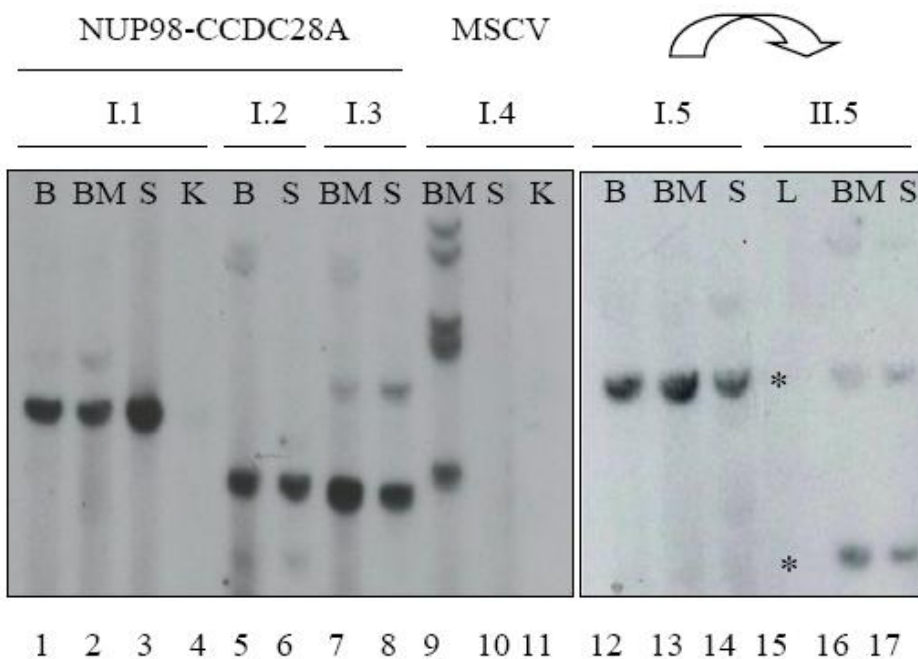 NUP98-CCDC28A MSCV
I.1 I.2 I.3 I.4 I.5 II.5
B BM S K B S BM S BM S K B BM S L BM S
*
*
1 2 3 4 5 6 7 8 9 10 11 12 13 14 15 16 17